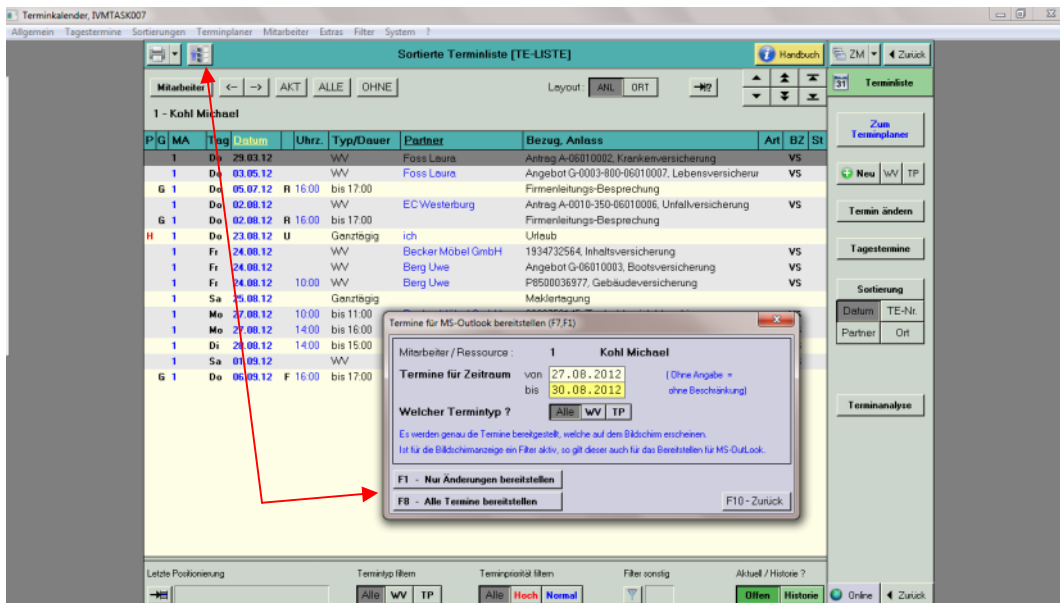 Terminkalender, IVMTASK007
Allgemein Tagestermine Sortierungen Terminplaner Mitarbeiter Extras Filter System ?
Sortierte Terminliste [TE-LISTE]
Handbuch
ZM
Zurück
Mitarbeiter <- -> AKT ALLE OHNE
Layout: ANL ORT
31 Terminliste
1 - Kohl Michael
P G MA Tag Datum Uhrz. Typ/Dauer Partner Bezug, Anlass Art BZ St
1 Do 29.03.12 WV Foss Laura Antrag A-06010002, Krankenversicherung VS
1 Do 03.05.12 WV Foss Laura Angebot G-0003-800-06010007, Lebensversicherur VS
G 1 Do 05.07.12 R 16:00 bis 17:00 Firmenleitungs-Besprechung
1 Do 02.08.12 WV EC Westerburg Antrag A-0010-350-06010006, Unfallversicherung VS
G 1 Do 02.08.12 R 16:00 bis 17:00 Firmenleitungs-Besprechung
H 1 Do 23.08.12 U Ganztägig ich Urlaub
1 Fr 24.08.12 WV Becker Möbel GmbH 1934732564, Inhaltsversicherung VS
1 Fr 24.08.12 WV Berg Uwe Angebot G-06010003, Bootsversicherung VS
1 Fr 24.08.12 10:00 WV Berg Uwe P8500036977, Gebäudeversicherung VS
1 Sa 25.08.12 Ganztägig Maklertagung
1 Mo 27.08.12 10:00 bis 11:00
1 Mo 27.08.12 14:00 bis 16:00
1 Di 28.08.12 14:00 bis 15:00
1 Sa 01.09.12 WV
G 1 Do 06.09.12 F 16:00 bis 17:00
Termine für MS-Outlook bereitstellen (F7,F1)
Mitarbeiter / Ressource : 1 Kohl Michael
Termine für Zeitraum von 27.08.2012 ( Ohne Angabe =
bis 30.08.2012 ohne Beschränkung)
Welcher Termintyp ? Alle WV TP
Es werden genau die Termine bereitgestellt, welche auf dem Bildschirm erscheinen.
Ist für die Bildschirmanzeige ein Filter aktiv, so gilt dieser auch für das Bereitstellen für MS-OutLook.
F1 - Nur Änderungen bereitstellen
F8 - Alle Termine bereitstellen
F10 - Zurück
Zum
Terminplaner
Neu WV TP
Termin ändern
Tagestermine
Sortierung
Datum TE-Nr.
Partner Ort
Terminanalyse
Letzte Positionierung
Termintyp filtern
Terminpriorität filtern
Filter sonstig
Aktuell / Historie ?
Alle WV TP
Alle Hoch Normal
Offen Historie
Online
Zurück